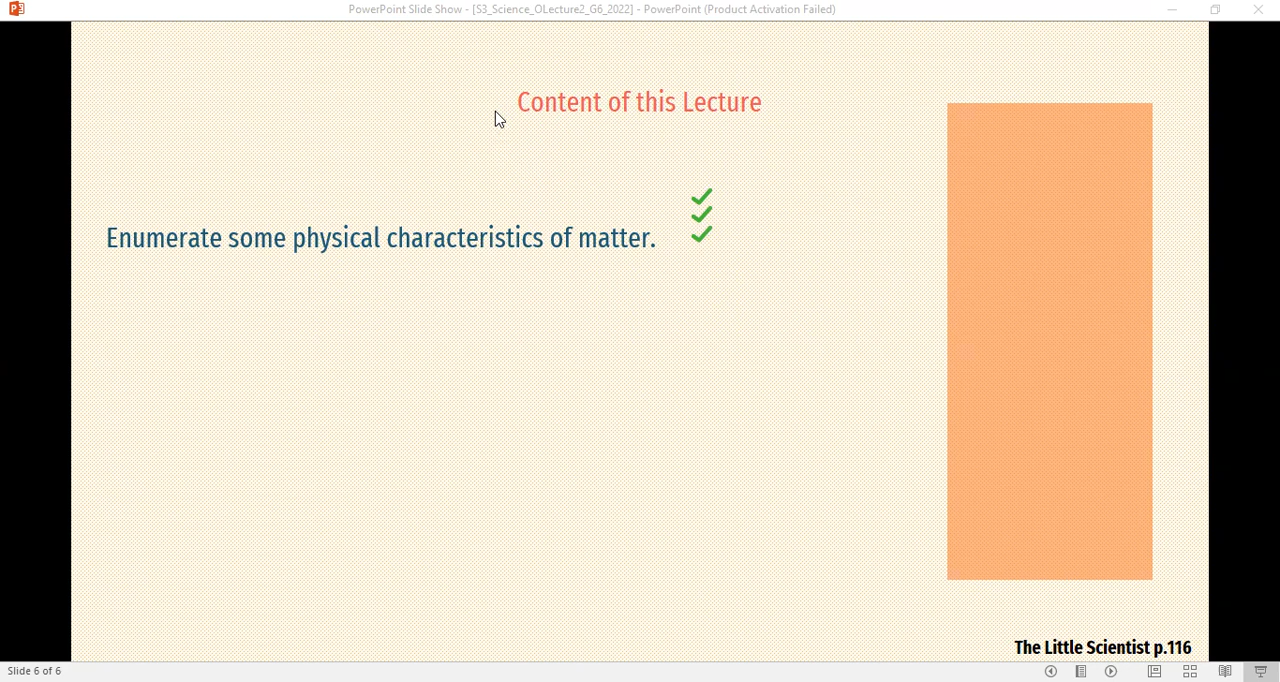 PowerPoint Slide Show - [S3_Science_OLecture2_G6_2022] - PowerPoint (Product Activation Failed)
Content of this Lecture
Enumerate some physical characteristics of matter.
The Little Scientist p.116
Slide 6 of 6